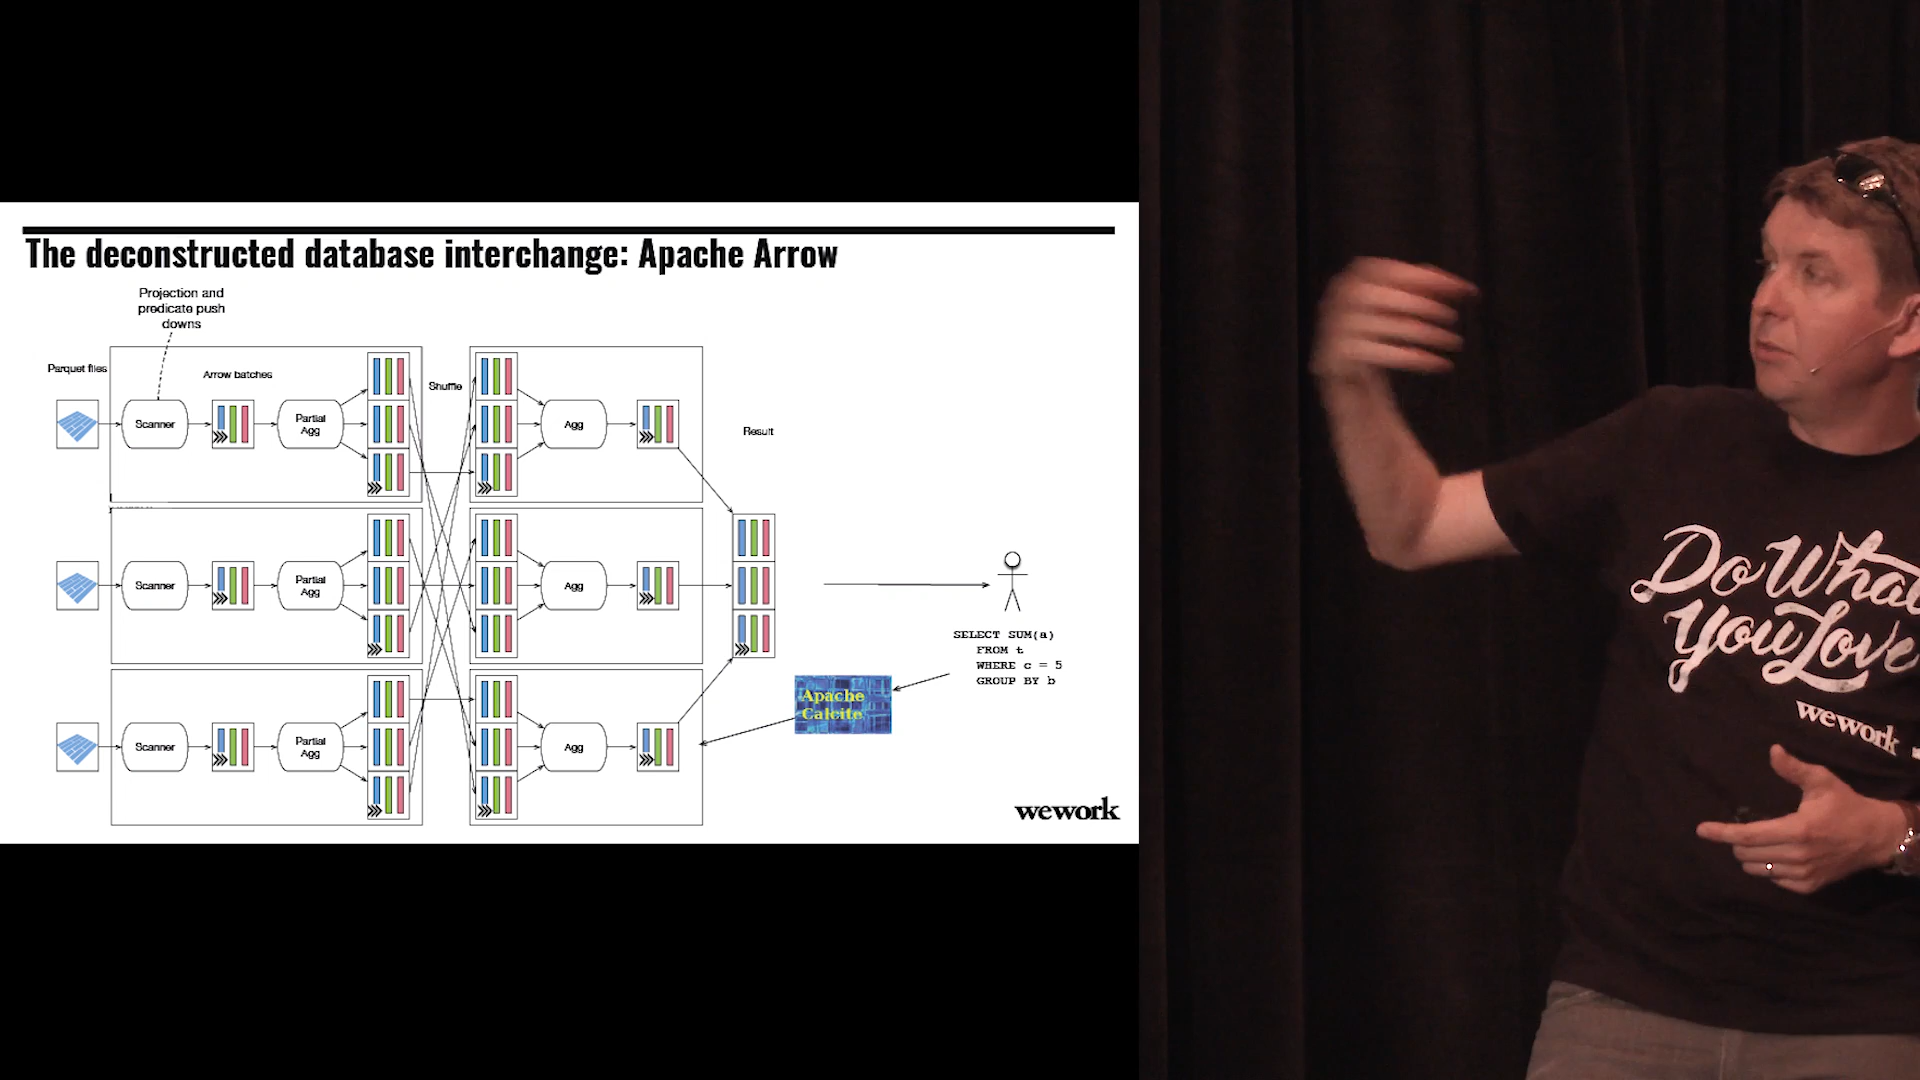 The deconstructed database interchange: Apache Arrow
Projection and
predicate push
downs
Parquet files
Arrow batches
Shuffle
Result
Scanner
Partial
Agg
Agg
Scanner
Partial
Agg
Agg
Scanner
Partial
Agg
Agg
SELECT SUM(a)
FROM t
WHERE c = 5
GROUP BY b
Apache
Calcite
wework
Do What
You Love
wework